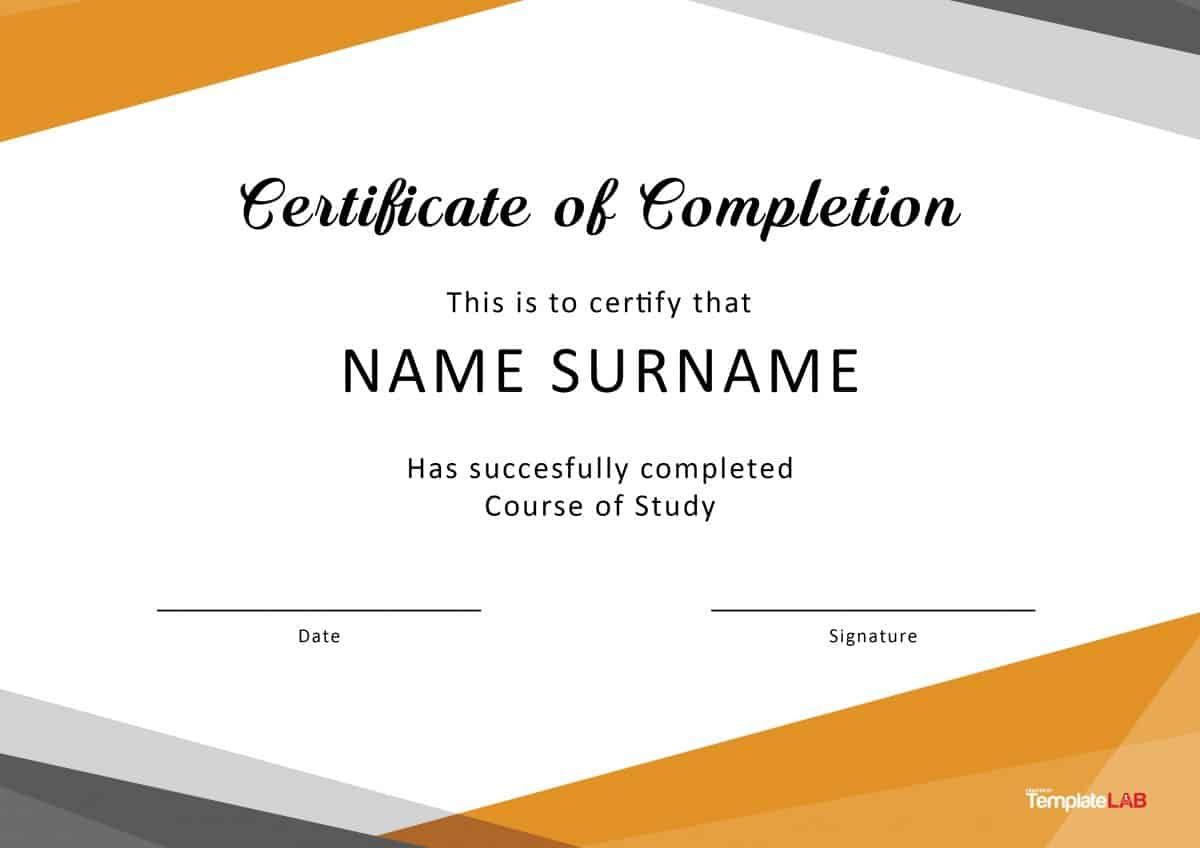 Certificate of Completion
This is to certify that
NAME SURNAME
Has succesfully completed
Course of Study
Date
Signature
TemplateLAB